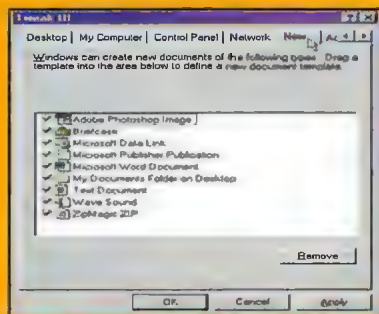 Tweak UI
Desktop My Computer Control Panel Network New
Windows can create new documents of the following types. Drag a
template into the area below to define a new document template.
Adobe Photoshop Image
Briefcase
Microsoft Data Link
Microsoft Publisher Publication
Microsoft Word Document
My Documents Folder on Desktop
Text Document
Wave Sound
ZipMagic ZIP
Remove
OK Cancel Apply